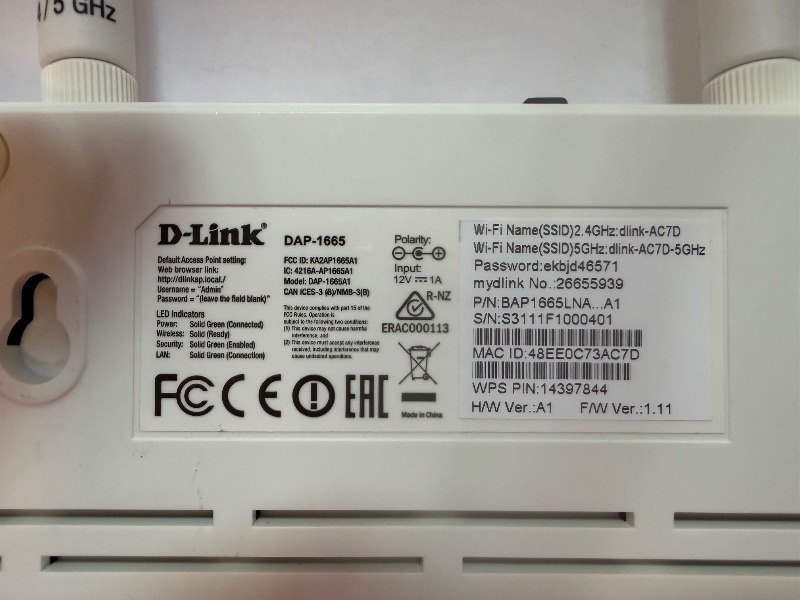 /5 GHz
D-Link
DAP-1665
Default Access Point setting:
Web browser link:
http://dlinkap.local./
Username = "Admin"
Password = "(leave the field blank)"
LED Indicators
Power: Solid Green (Connected)
Wireless: Solid (Ready)
Security: Solid Green (Enabled)
LAN: Solid Green (Connection)
FCC ID: KA2AP1665A1
IC: 4216A-AP1665A1
Model: DAP-1665A1
CAN ICES-3 (B)/NMB-3(B)
This device complies with part 15 of the
FCC Rules. Operation is
subject to the following two conditions:
(1) This device may not cause harmful
interference, and
(2) This device must accept any interference
received, including interference that may
cause undesired operation.
Polarity:
Input:
12V 1A
R-NZ
ERAC000113
FC CE EAC
Made in China
Wi-Fi Name(SSID)2.4GHz:dlink-AC7D
Wi-Fi Name(SSID)5GHz:dlink-AC7D-5GHz
Password:ekbjd46571
mydlink No.:26655939
P/N:BAP1665LNA...A1
S/N:S3111F1000401
MAC ID:48EE0C73AC7D
WPS PIN:14397844
H/W Ver.:A1 F/W Ver.:1.11